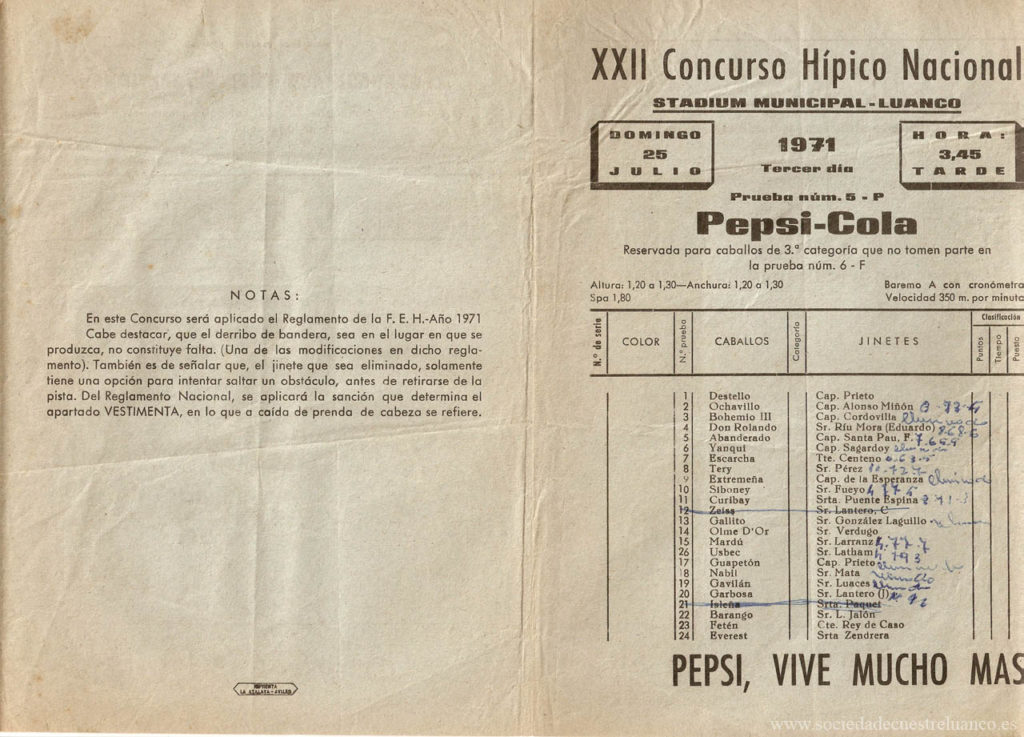 NOTAS:
En este Concurso será aplicado el Reglamento de la F. E. H.-Año 1971
Cabe destacar, que el derribo de bandera, sea en el lugar en que se
produzca, no constituye falta. (Una de las modificaciones en dicho regla-
mento). También es de señalar que, el jinete que sea eliminado, solamente
tiene una opción para intentar saltar un obstáculo, antes de retirarse de la
pista. Del Reglamento Nacional, se aplicará la sanción que determina el
apartado VESTIMENTA, en lo que a caída de prenda de cabeza se refiere.
IMPRENTA
LA ATALAYA-AVILES
XXII Concurso Hípico Nacional
STADIUM MUNICIPAL-LUANCO
DOMINGO
25
JULIO
1971
Tercer día
HORA:
3,45
TARDE
Prueba núm. 5 - P
Pepsi-Cola
Reservada para caballos de 3.ª categoría que no tomen parte en
la prueba núm. 6 - F
Altura: 1,20 a 1,30—Anchura: 1,20 a 1,30
Spa 1,80
Baremo A con cronómetra
Velocidad 350 m. por minuta
N.º de serie COLOR N.º prueba CABALLOS Categoría JINETES Clasificación
Puntos Tiempo Puesto
1 Destello Cap. Prieto
2 Ochavillo Cap. Alonso Miñón
3 Bohemio III Cap. Cordovilla eliminado
4 Don Rolando Sr. Ríu Mora (Eduardo)
5 Abanderado Cap. Santa Pau, F.
6 Yanqui Cap. Sagardoy
7 Escarcha Tte. Centeno
8 Tery Sr. Pérez
9 Extremeña Cap. de la Esperanza eliminado
10 Siboney Sr. Fueyo
11 Curibay Srta. Puente Espina
12 Zeiss Sr. Lantero, C
13 Gallito Sr. González Laguillo
14 Olme D'Or Sr. Verdugo
15 Mardú Sr. Larranz
26 Usbec Sr. Latham
17 Guapetón Cap. Prieto
18 Nabil Sr. Mata
19 Gavilán Sr. Luaces
20 Garbosa Sr. Lantero (J)
21 Isleña Srta. Paquet
22 Barango Sr. L. Jalón
23 Fetén Cte. Rey de Caso
24 Everest Srta Zendrera
PEPSI, VIVE MUCHO MAS
www.sociedadecuestreluanco.es